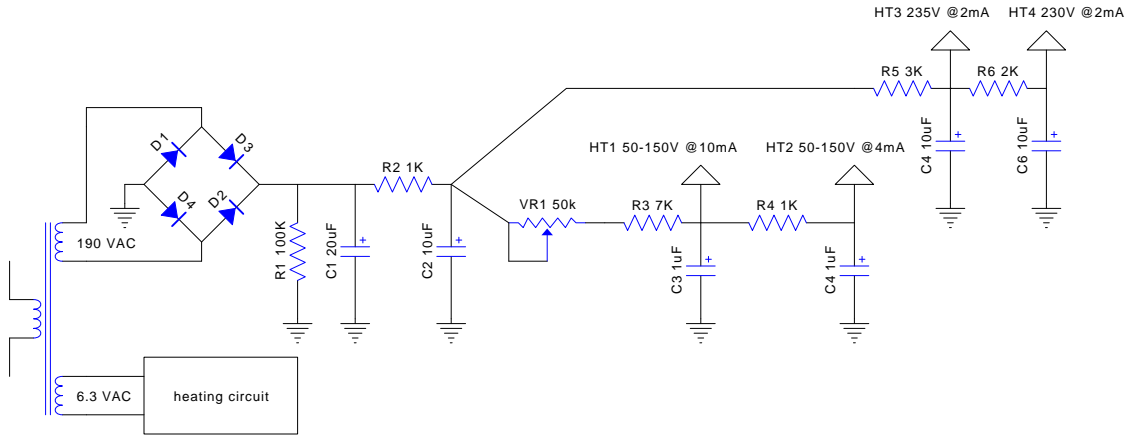 HT3 235V @2mA
HT4 230V @2mA
R5 3K
R6 2K
D1
D3
C4 10uF
+
C6 10uF
+
HT1 50-150V @10mA
HT2 50-150V @4mA
R2 1K
D4
D2
VR1 50k
R3 7K
R4 1K
190 VAC
R1 100K
C1 20uF
+
C2 10uF
+
C3 1uF
+
C4 1uF
+
6.3 VAC
heating circuit